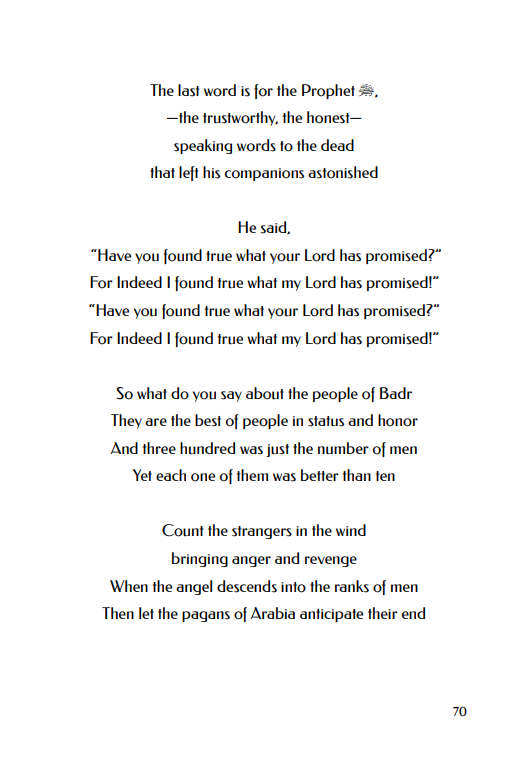 The last word is for the Prophet ﷺ,
—the trustworthy, the honest—
speaking words to the dead
that left his companions astonished
He said,
“Have you found true what your Lord has promised?”
For Indeed I found true what my Lord has promised!”
“Have you found true what your Lord has promised?”
For Indeed I found true what my Lord has promised!”
So what do you say about the people of Badr
They are the best of people in status and honor
And three hundred was just the number of men
Yet each one of them was better than ten
Count the strangers in the wind
bringing anger and revenge
When the angel descends into the ranks of men
Then let the pagans of Arabia anticipate their end
70